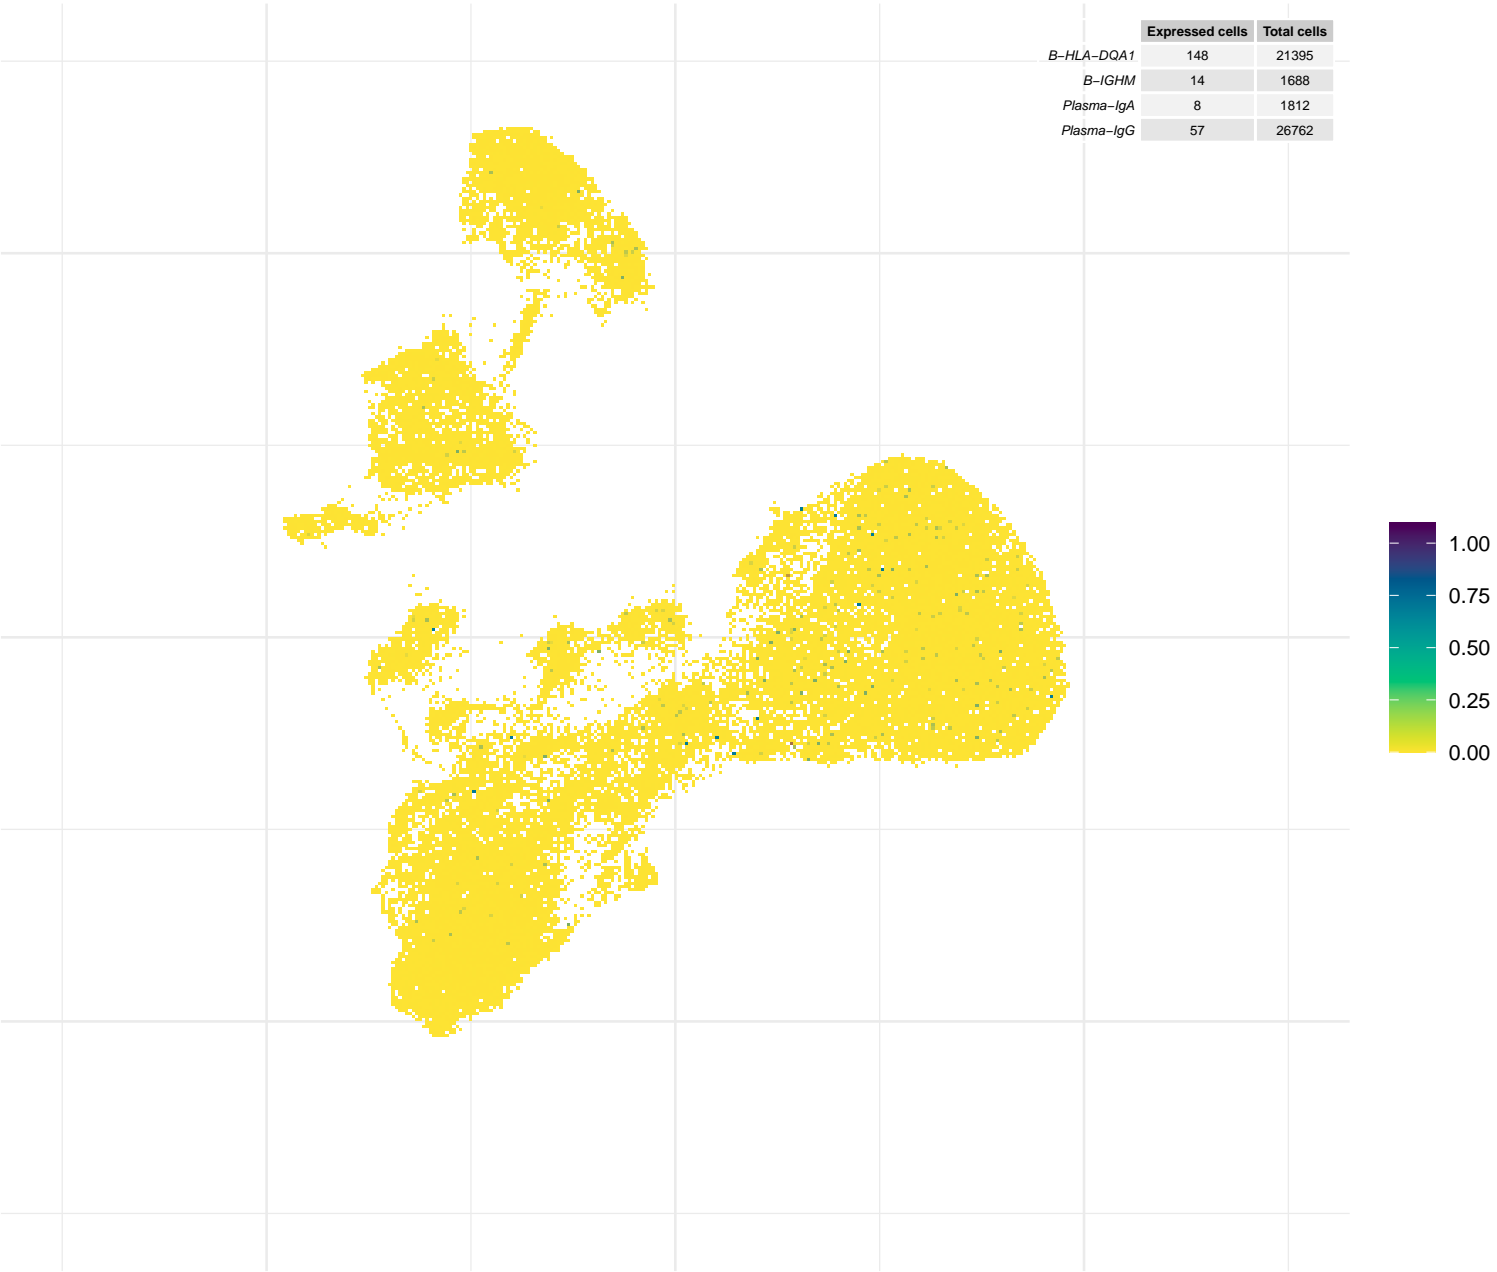 Expressed cells Total cells
B−HLA−DQA1 148 21395
B−IGHM 14 1688
Plasma−IgA 8 1812
Plasma−IgG 57 26762
1.00
0.75
0.50
0.25
0.00